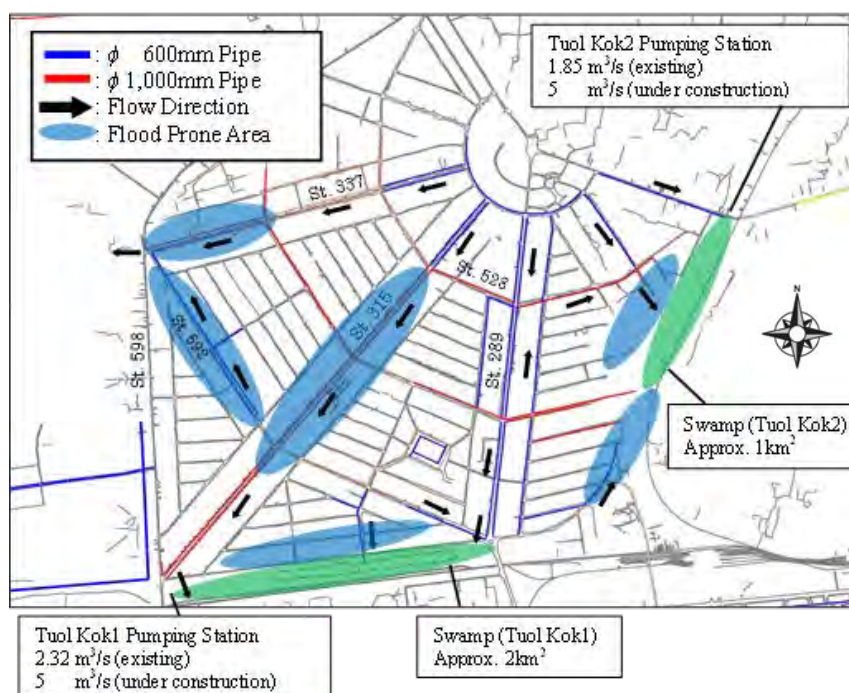 : ϕ 600mm Pipe
: ϕ 1,000mm Pipe
: Flow Direction
: Flood Prone Area
Tuol Kok2 Pumping Station
1.85 m³/s (existing)
5 m³/s (under construction)
St. 337
St. 528
St. 315
St. 289
St. 592
St. 598
N
Swamp (Tuol Kok2)
Approx. 1km²
Tuol Kok1 Pumping Station
2.32 m³/s (existing)
5 m³/s (under construction)
Swamp (Tuol Kok1)
Approx. 2km²